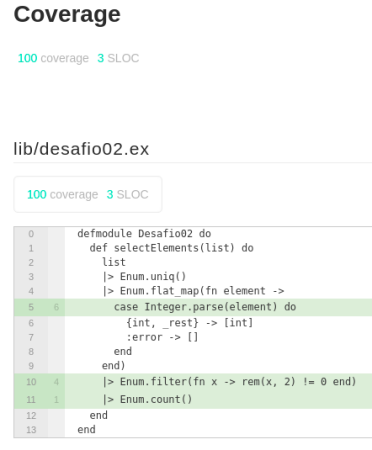 Coverage
100 coverage 3 SLOC
lib/desafio02.ex
100 coverage 3 SLOC
0 defmodule Desafio02 do
1 def selectElements(list) do
2 list
3 |> Enum.uniq()
4 |> Enum.flat_map(fn element ->
5 6 case Integer.parse(element) do
6 {int, _rest} -> [int]
7 :error -> []
8 end
9 end)
10 4 |> Enum.filter(fn x -> rem(x, 2) != 0 end)
11 1 |> Enum.count()
12 end
13 end